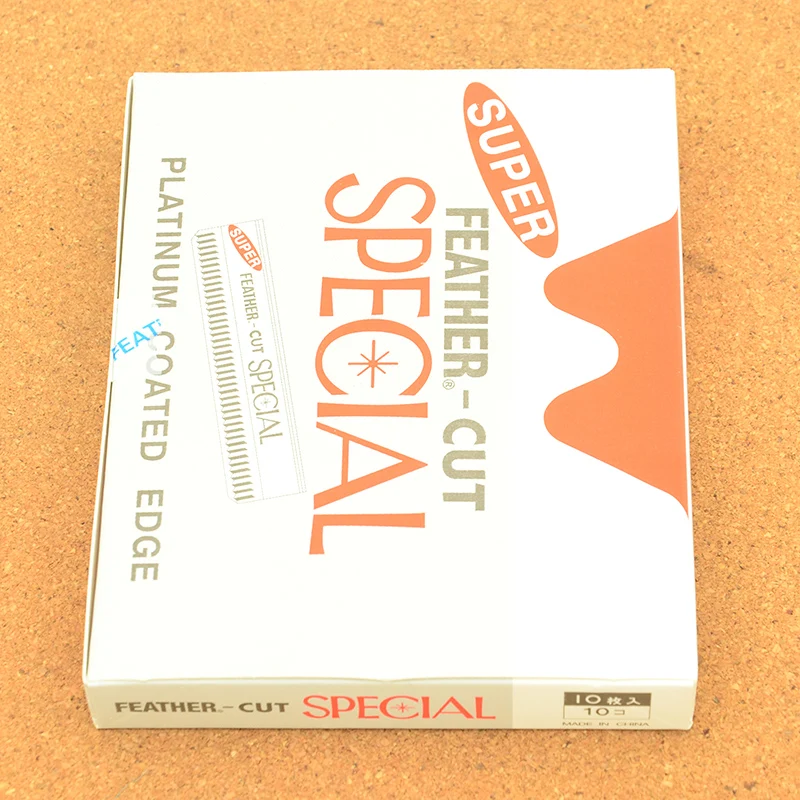 SUPER
FEATHER®-CUT
SPECIAL
SUPER
FEATHER-CUT
SPECIAL
PLATINUM COATED EDGE
FEAT
FEATHER®-CUT SPECIAL
10枚入
10コ
MADE IN CHINA